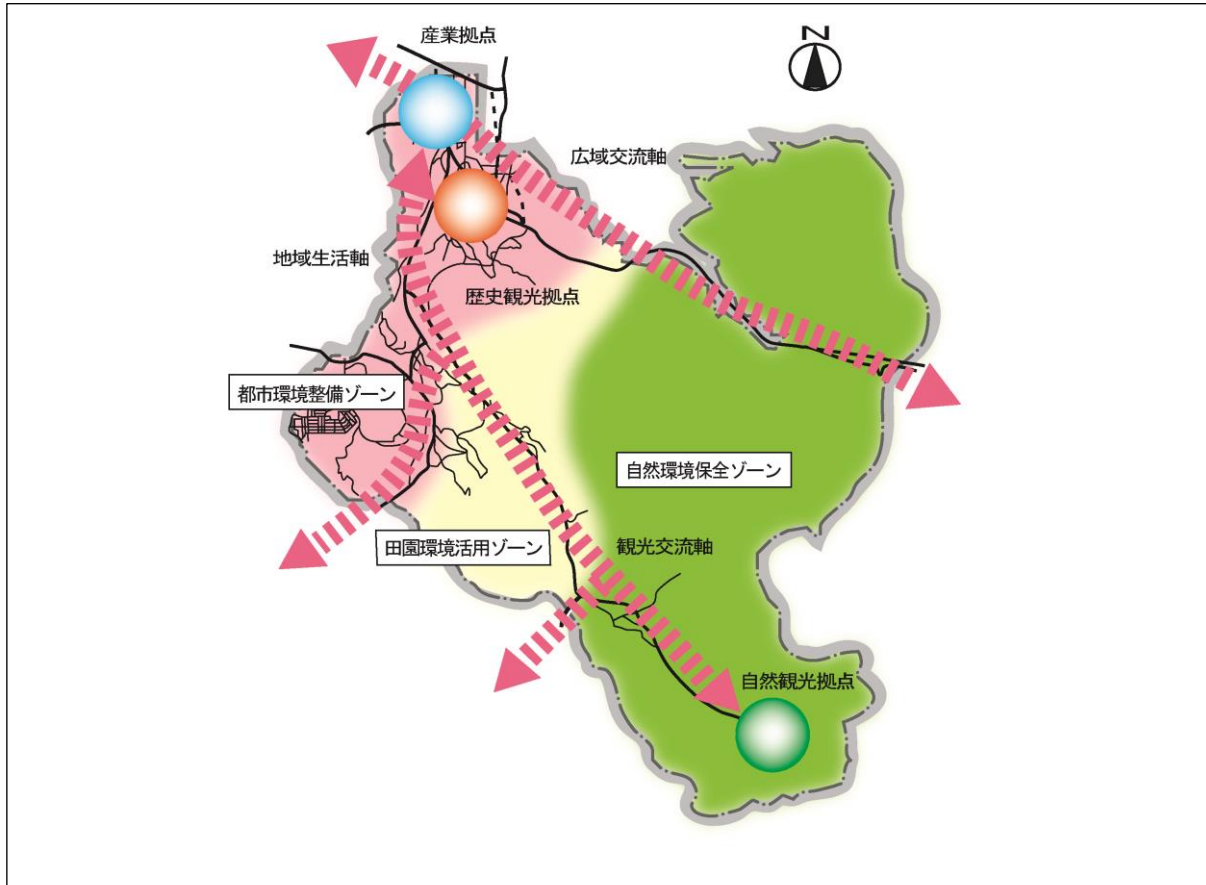 産業拠点
N
広域交流軸
地域生活軸
歴史観光拠点
都市環境整備ゾーン
自然環境保全ゾーン
田園環境活用ゾーン
観光交流軸
自然観光拠点